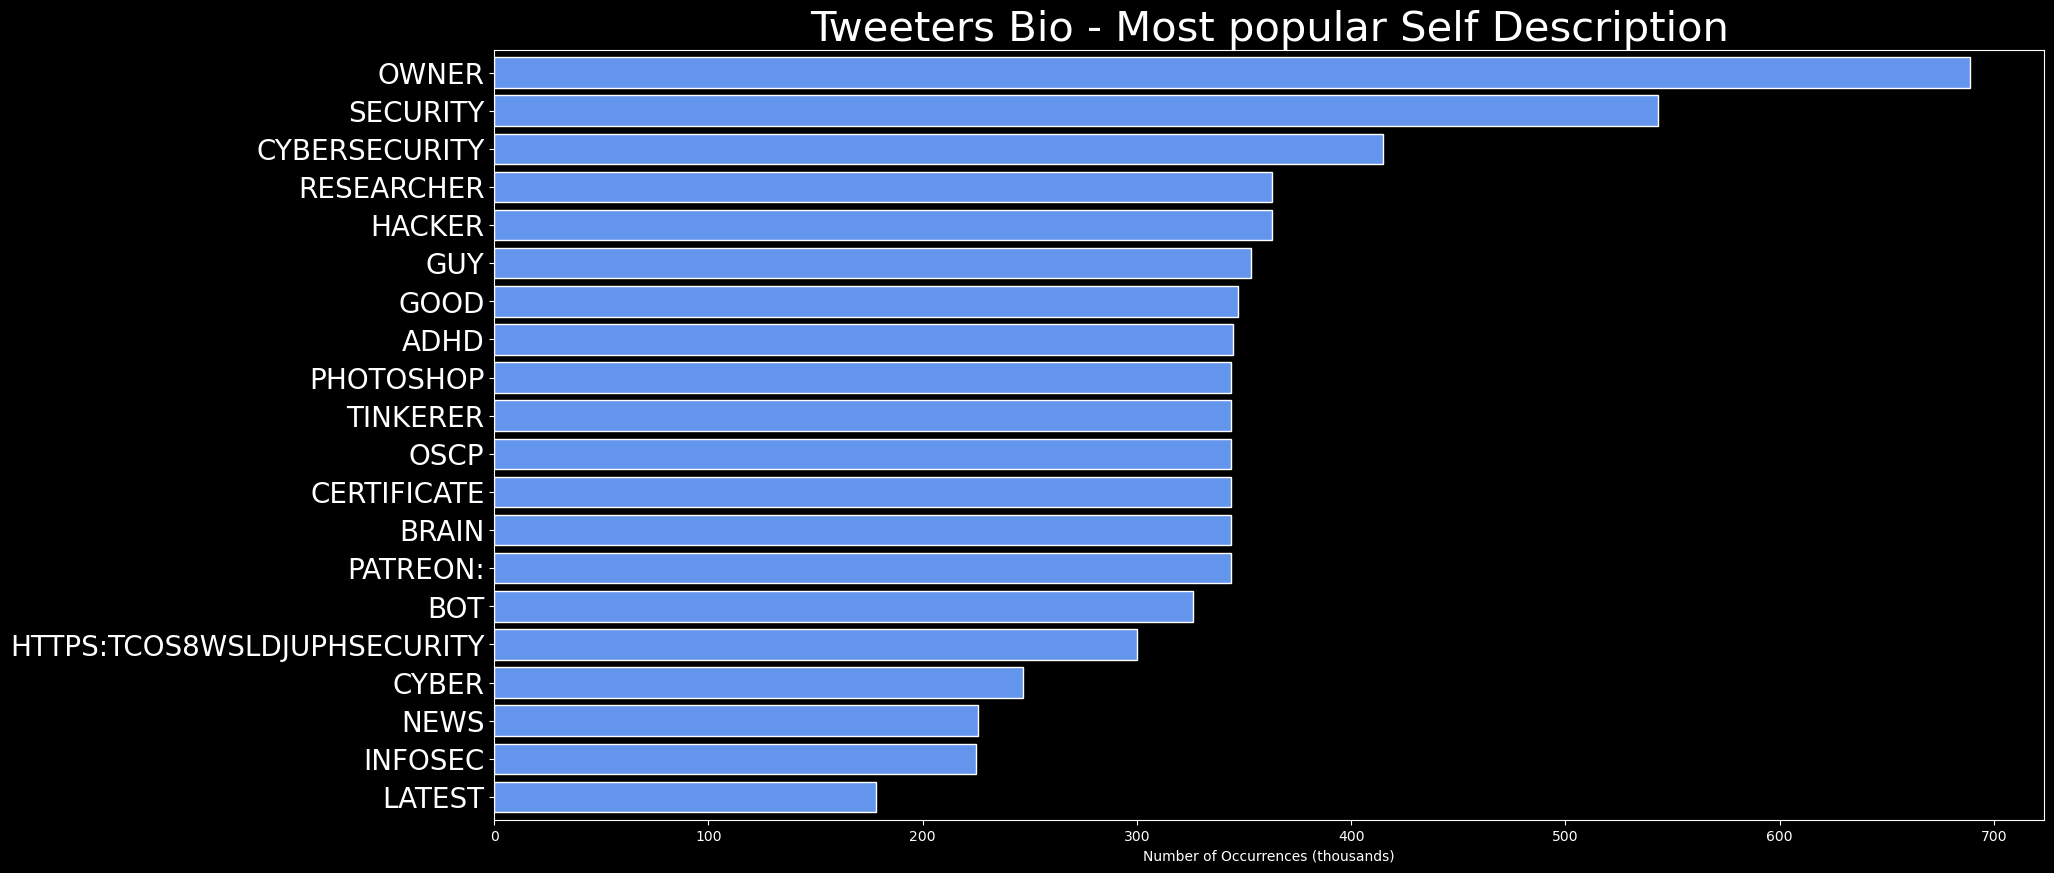 Tweeters Bio - Most popular Self Description
OWNER
SECURITY
CYBERSECURITY
RESEARCHER
HACKER
GUY
GOOD
ADHD
PHOTOSHOP
TINKERER
OSCP
CERTIFICATE
BRAIN
PATREON:
BOT
HTTPS:TCOS8WSLDJUPHSECURITY
CYBER
NEWS
INFOSEC
LATEST
0 100 200 300 400 500 600 700
Number of Occurrences (thousands)